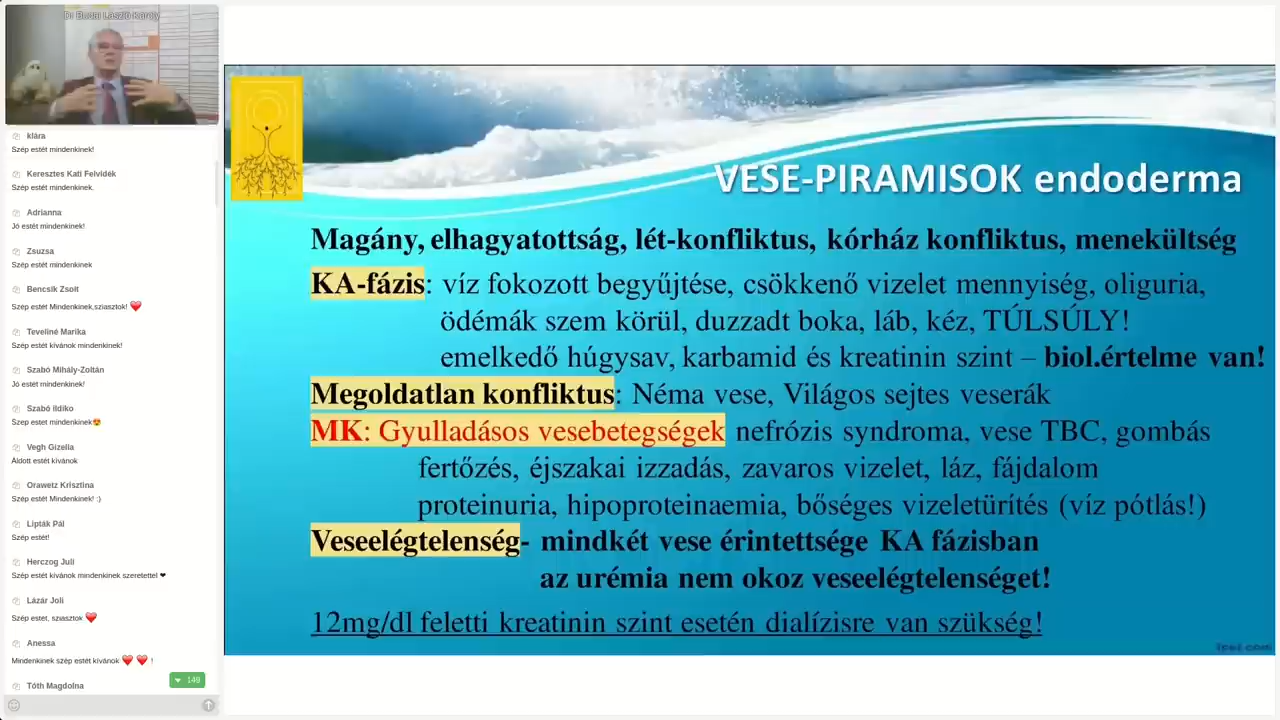 Dr Budai László Károly
klára
Szép estét mindenkinek!
Keresztes Kati Felvidék
Szép estét mindenkinek.
Adrianna
Jó estét mindenkinek!
Zsuzsa
Szép estét mindenkinek
Bencsik Zsolt
Szép estét Mindenkinek,sziasztok! ❤️
Teveliné Marika
Szép estét kívánok mindenkinek!
Szabó Mihály-Zoltán
Jó estét mindenkinek!
Szabó Ildiko
Szep estet mindenkinek😍
Vegh Gizella
Áldott estét kívánok
Orawetz Krisztina
Szép estét Mindenkinek! :)
Lipták Pál
Szép estét!
Herczog Juli
Szép estét kívánok mindenkinek szeretettel ❤
Lázár Joli
Szép estét, sziasztok ❤️
Anessa
Mindenkinek szép estét kívánok ❤️ ❤️ !
Tóth Magdolna
149
VESE-PIRAMISOK endoderma
Magány, elhagyatottság, lét-konfliktus, kórház konfliktus, menekültség
KA-fázis: víz fokozott begyűjtése, csökkenő vizelet mennyiség, oliguria,
ödémák szem körül, duzzadt boka, láb, kéz, TÚLSÚLY!
emelkedő húgysav, karbamid és kreatinin szint – biol.értelme van!
Megoldatlan konfliktus: Néma vese, Világos sejtes veserák
MK: Gyulladásos vesebetegségek nefrózis syndroma, vese TBC, gombás
fertőzés, éjszakai izzadás, zavaros vizelet, láz, fájdalom
proteinuria, hipoproteinaemia, bőséges vizeletürítés (víz pótlás!)
Veseelégtelenség- mindkét vese érintettsége KA fázisban
az urémia nem okoz veseelégtelenséget!
12mg/dl feletti kreatinin szint esetén dialízisre van szükség!